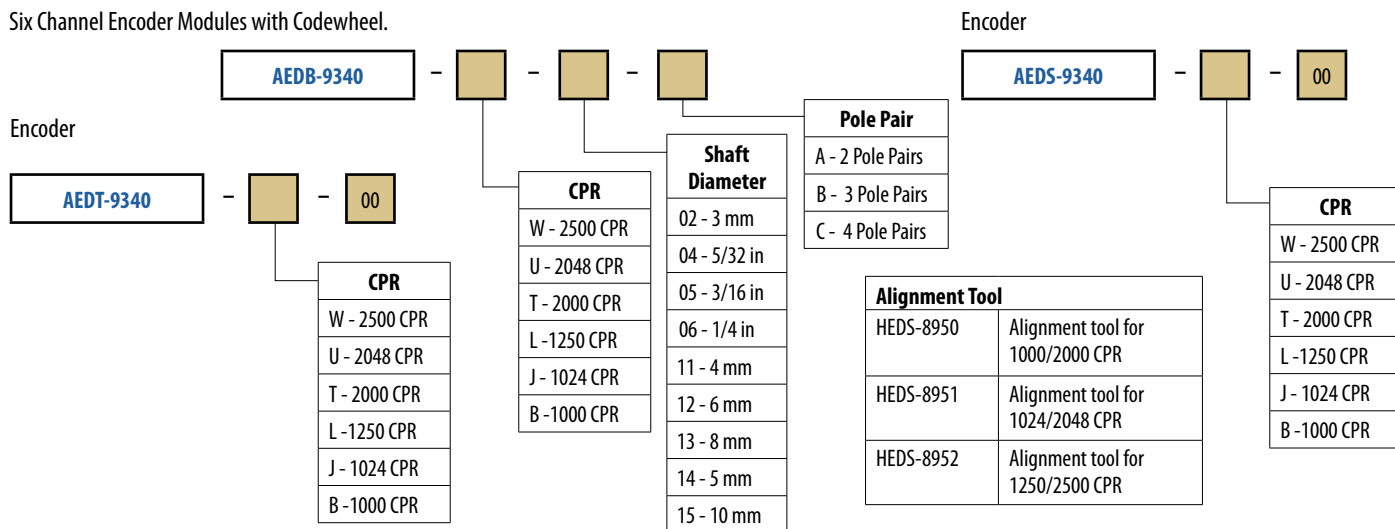 Six Channel Encoder Modules with Codewheel.
AEDB-9340 – – –
Pole Pair
A - 2 Pole Pairs
B - 3 Pole Pairs
C - 4 Pole Pairs
Shaft
Diameter
02 - 3 mm
04 - 5/32 in
05 - 3/16 in
06 - 1/4 in
11 - 4 mm
12 - 6 mm
13 - 8 mm
14 - 5 mm
15 - 10 mm
CPR
W - 2500 CPR
U - 2048 CPR
T - 2000 CPR
L -1250 CPR
J - 1024 CPR
B -1000 CPR
Encoder
AEDT-9340 – – 00
CPR
W - 2500 CPR
U - 2048 CPR
T - 2000 CPR
L -1250 CPR
J - 1024 CPR
B -1000 CPR
Encoder
AEDS-9340 – – 00
CPR
W - 2500 CPR
U - 2048 CPR
T - 2000 CPR
L -1250 CPR
J - 1024 CPR
B -1000 CPR
Alignment Tool
HEDS-8950 Alignment tool for
1000/2000 CPR
HEDS-8951 Alignment tool for
1024/2048 CPR
HEDS-8952 Alignment tool for
1250/2500 CPR